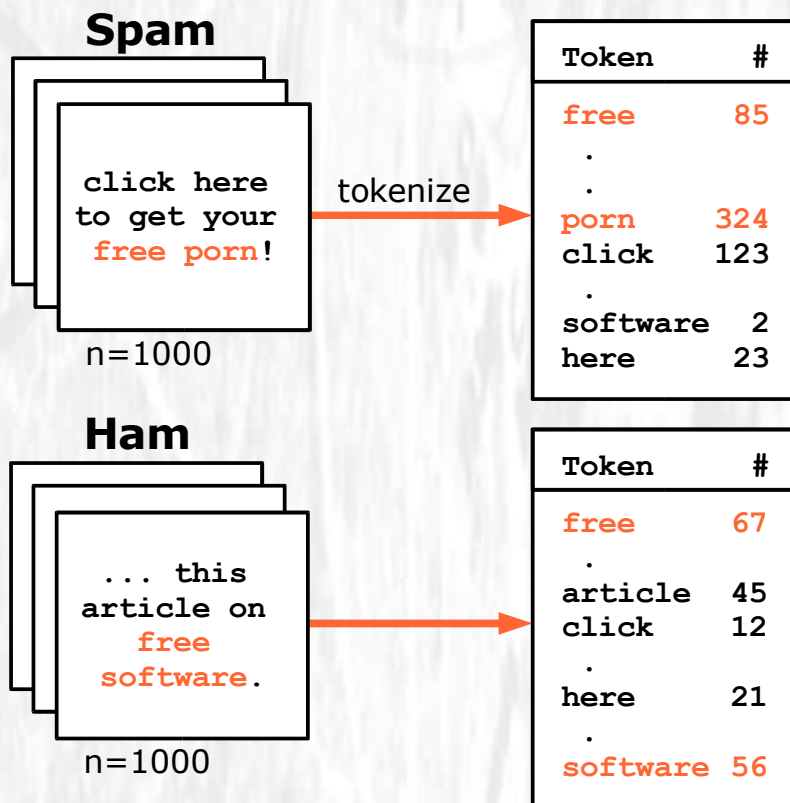 Spam
click here
to get your
free porn!
n=1000
tokenize
Token #
free 85
.
.
porn 324
click 123
.
software 2
here 23
Ham
... this
article on
free
software.
n=1000
Token #
free 67
.
article 45
click 12
.
here 21
.
software 56